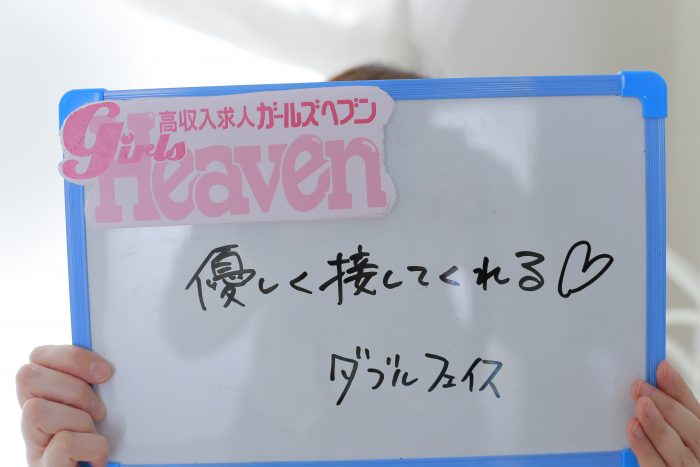 高収入求人ガールズヘブン
Girls
Heaven
優しく接してくれる♡
ダブルフェイス